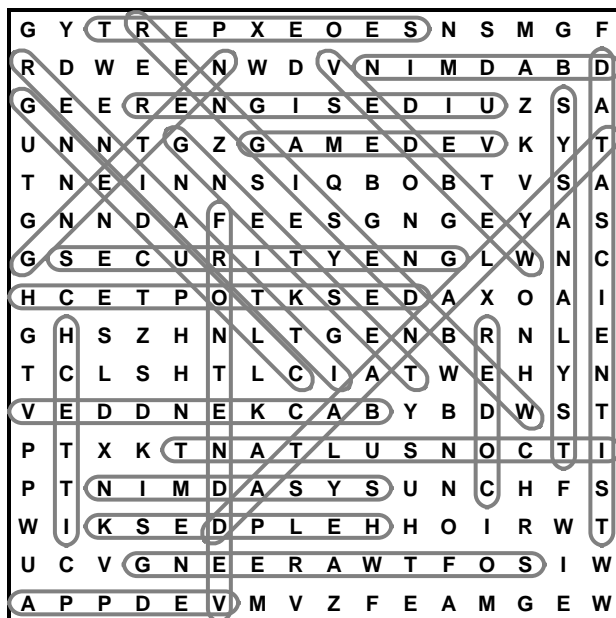 G Y T R E P X E O E S N S M G F
R D W E E N W D V N I M D A B D
G E E R E N G I S E D I U Z S A
U N N T G Z G A M E D E V K Y T
T N E I N N S I Q B O B T V S A
G N N D A F E E S G N G E Y A S
G S E C U R I T Y E N G L W N C
H C E T P O T K S E D A X O A I
G H S Z H N L T G E N B R N L E
T C L S H T L C I A T W E H Y N
V E D D N E K C A B Y B D W S T
P T X K T N A T L U S N O C T I
P T N I M D A S Y S U N C H F S
W I K S E D P L E H H O I R W T
U C V G N E E R A W T F O S I W
A P P D E V M V Z F E A M G E W